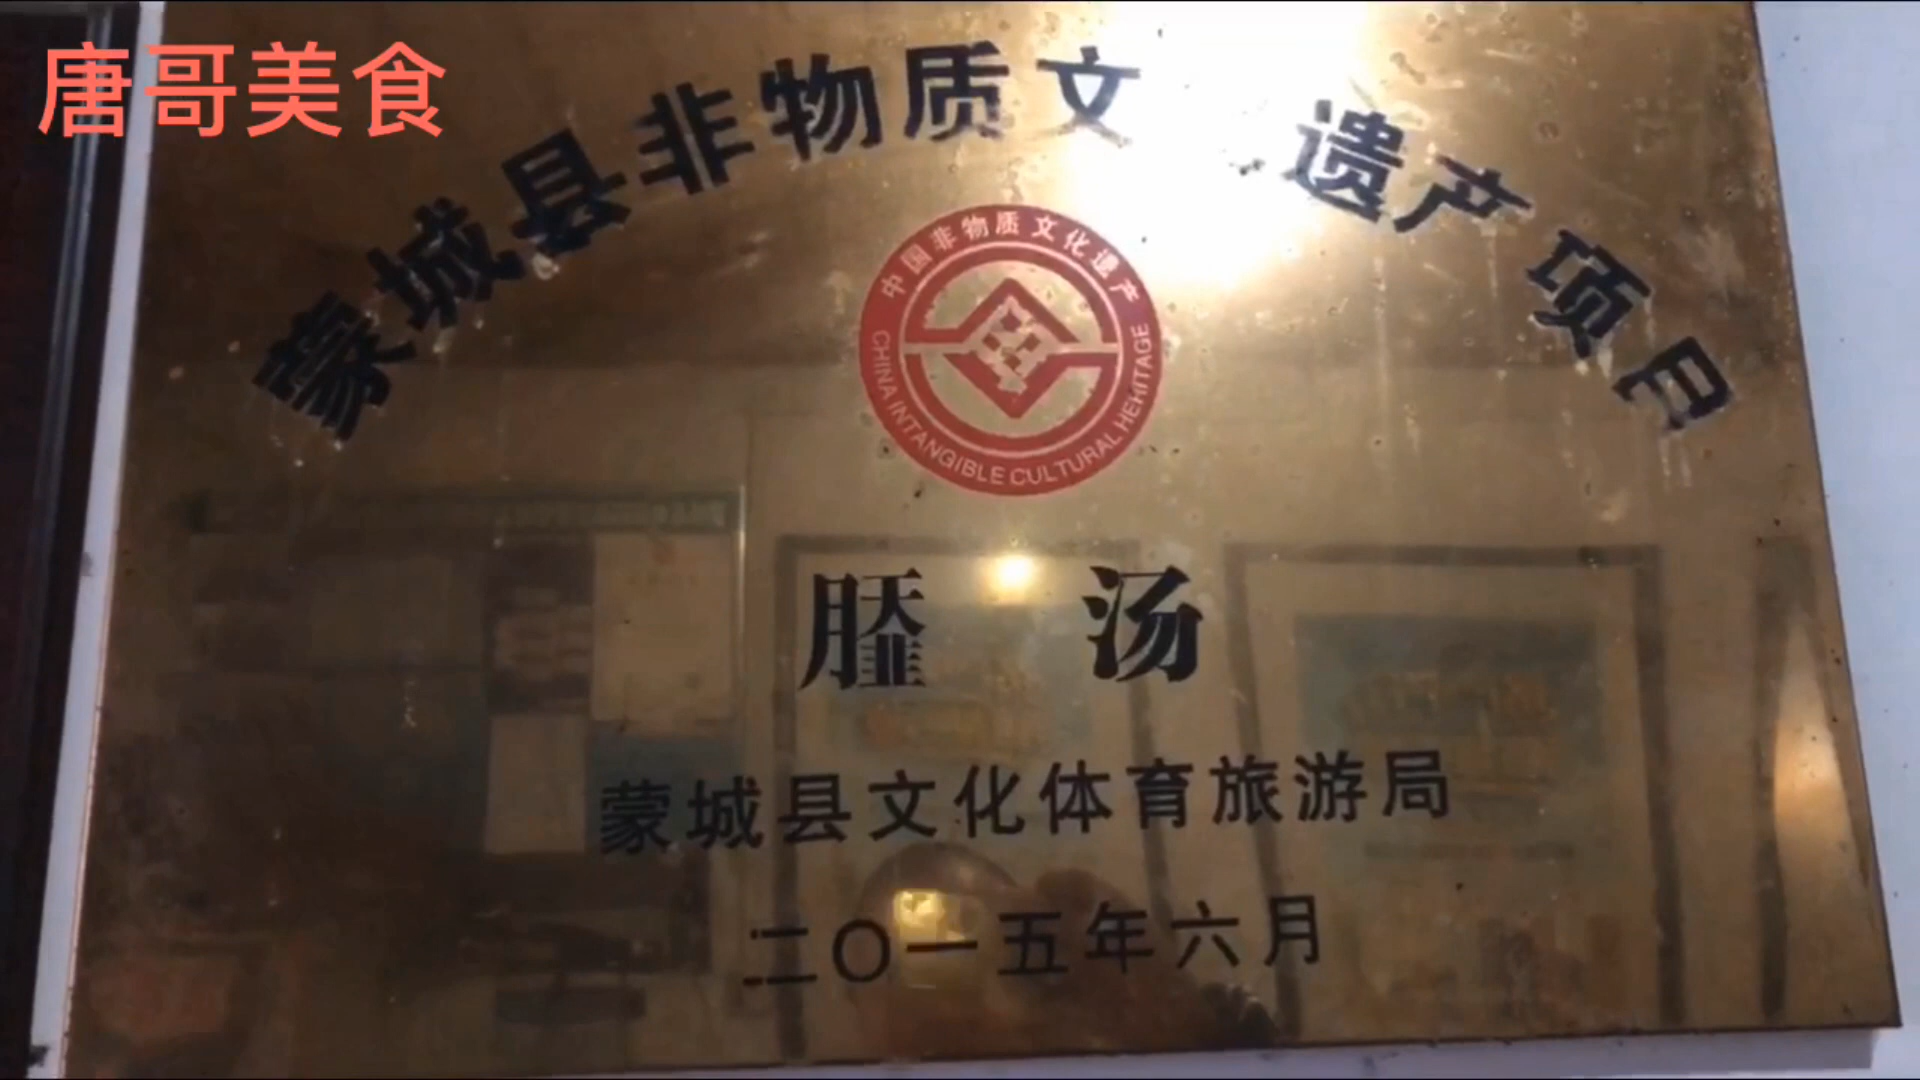 唐哥美食
蒙城县非物质文 遗产项目
中国非物质文化遗产
CHINA INTANGIBLE CULTURAL HEHITAGE
汤
蒙城县文化体育旅游局
二〇一五年六月